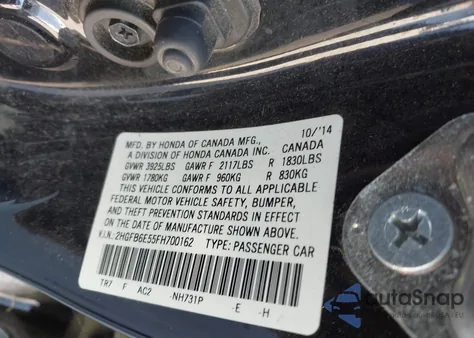 MFD. BY HONDA OF CANADA MFG., 10/'14
A DIVISION OF HONDA CANADA INC. CANADA
GVWR 3925LBS GAWR F 2117LBS R 1830LBS
GVWR 1780KG GAWR F 960KG R 830KG
THIS VEHICLE CONFORMS TO ALL APPLICABLE
FEDERAL MOTOR VEHICLE SAFETY, BUMPER,
AND THEFT PREVENTION STANDARDS IN EFFECT
ON THE DATE OF MANUFACTURE SHOWN ABOVE.
V.I.N.: 2HGFB6E55FH700162 TYPE: PASSENGER CAR
TR7 F AC2 -NH731P -E -H
autaSnap